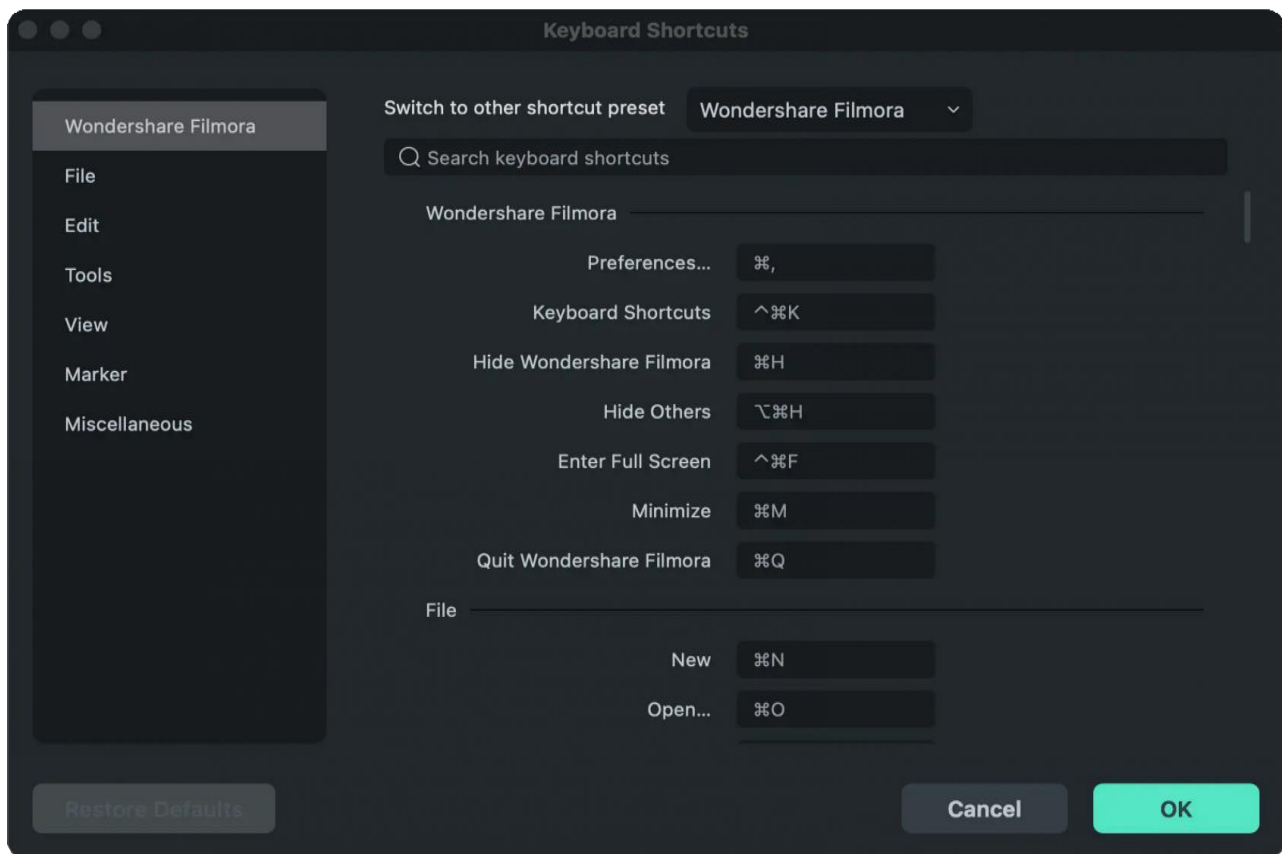 Keyboard Shortcuts
Wondershare Filmora
File
Edit
Tools
View
Marker
Miscellaneous
Switch to other shortcut preset Wondershare Filmora
Search keyboard shortcuts
Wondershare Filmora
Preferences... ⌘,
Keyboard Shortcuts ^⌘K
Hide Wondershare Filmora ⌘H
Hide Others ⌥⌘H
Enter Full Screen ^⌘F
Minimize ⌘M
Quit Wondershare Filmora ⌘Q
File
New ⌘N
Open... ⌘O
Restore Defaults
Cancel
OK